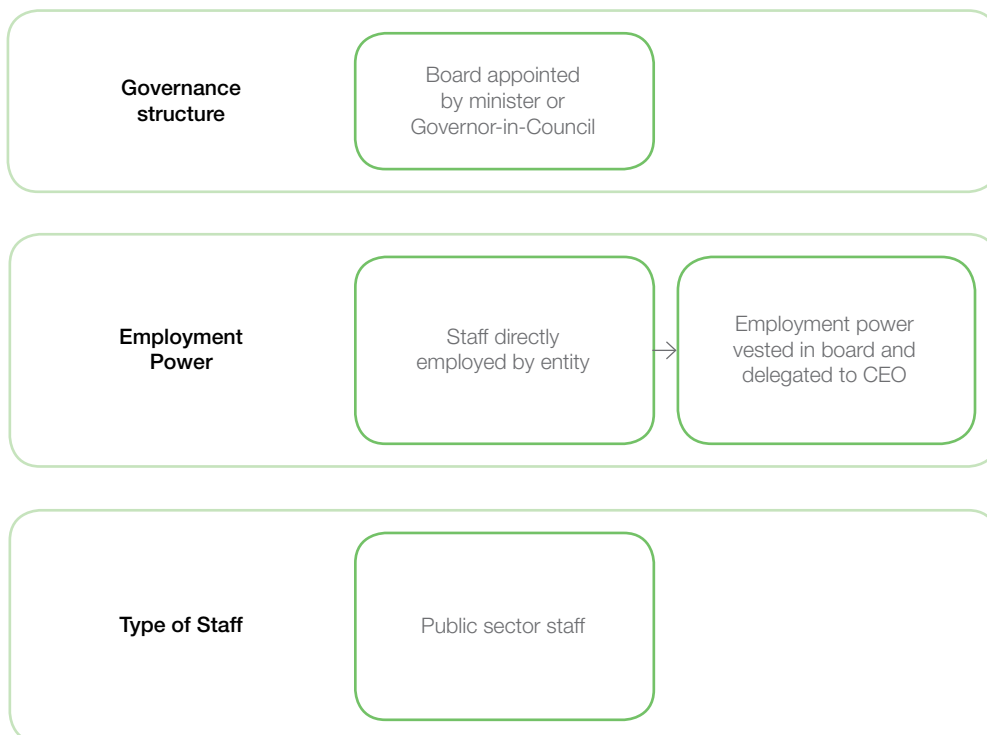 Governance
structure
Board appointed
by minister or
Governor-in-Council
Employment
Power
Staff directly
employed by entity
Employment power
vested in board and
delegated to CEO
Type of Staff
Public sector staff